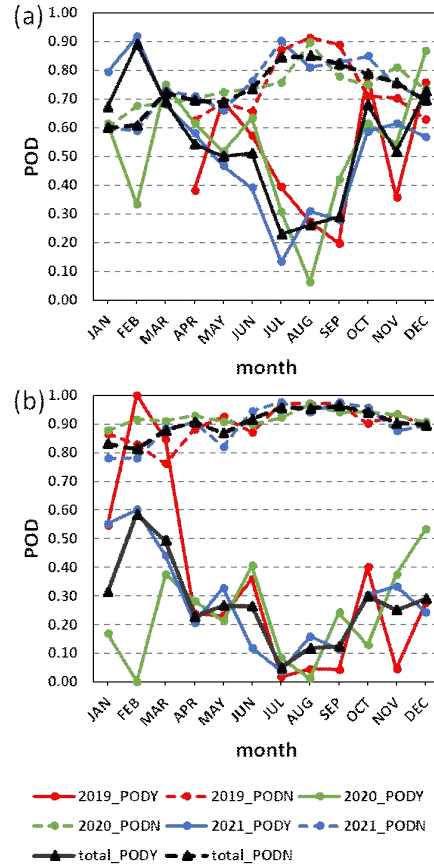 (a)
1.00
0.90
0.80
0.70
0.60
0.50
0.40
0.30
0.20
0.10
0.00
POD
JAN FEB MAR APR MAY JUN JUL AUG SEP OCT NOV DEC
month
(b)
1.00
0.90
0.80
0.70
0.60
0.50
0.40
0.30
0.20
0.10
0.00
POD
JAN FEB MAR APR MAY JUN JUL AUG SEP OCT NOV DEC
month
2019_PODY 2019_PODN 2020_PODY
2020_PODN 2021_PODY 2021_PODN
total_PODY total_PODN